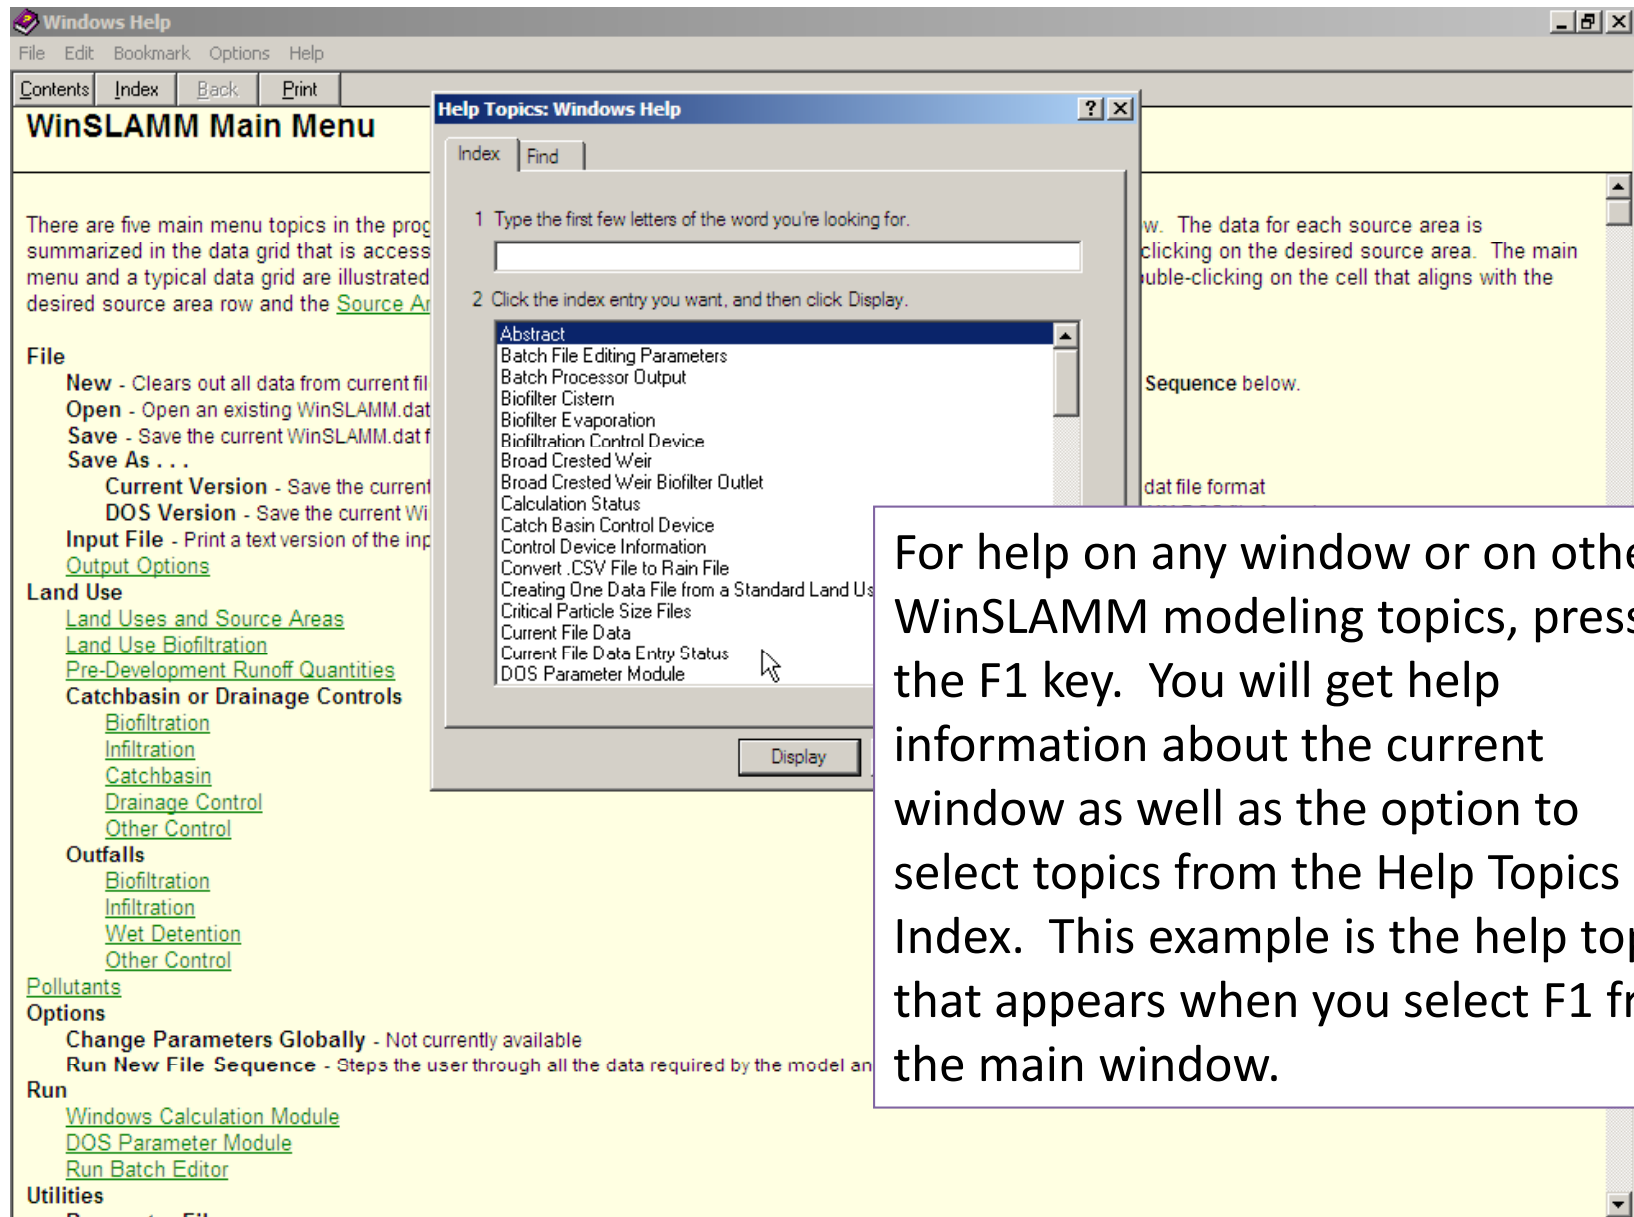 Windows Help
File Edit Bookmark Options Help
Contents Index Back Print
WinSLAMM Main Menu
There are five main menu topics in the
w. The data for each source area is
summarized in the data grid that is
clicking on the desired source area. The main
menu and a typical data grid are illustrated
double-clicking on the cell that aligns with the
desired source area row and the Source
File
New - Clears out all data from current
Sequence below.
Open - Open an existing WinSLAMM.dat
Save - Save the current WinSLAMM.dat
Save As . . .
Current Version - Save the current
dat file format
DOS Version - Save the current
Input File - Print a text version of the
Output Options
Land Use
Land Uses and Source Areas
Land Use Biofiltration
Pre-Development Runoff Quantities
Catchbasin or Drainage Controls
Biofiltration
Infiltration
Catchbasin
Drainage Control
Other Control
Outfalls
Biofiltration
Infiltration
Wet Detention
Other Control
Pollutants
Options
Change Parameters Globally - Not currently available
Run New File Sequence - Steps the user through all the data required by the model
Run
Windows Calculation Module
DOS Parameter Module
Run Batch Editor
Utilities
Help Topics: Windows Help
Index Find
1 Type the first few letters of the word you're looking for.
2 Click the index entry you want, and then click Display.
Abstract
Batch File Editing Parameters
Batch Processor Output
Biofilter Cistern
Biofilter Evaporation
Biofiltration Control Device
Broad Crested Weir
Broad Crested Weir Biofilter Outlet
Calculation Status
Catch Basin Control Device
Control Device Information
Convert .CSV File to Rain File
Creating One Data File from a Standard Land
Critical Particle Size Files
Current File Data
Current File Data Entry Status
DOS Parameter Module
Display
For help on any window or on
WinSLAMM modeling topics, press
the F1 key. You will get help
information about the current
window as well as the option to
select topics from the Help Topics
Index. This example is the help
that appears when you select F1
the main window.